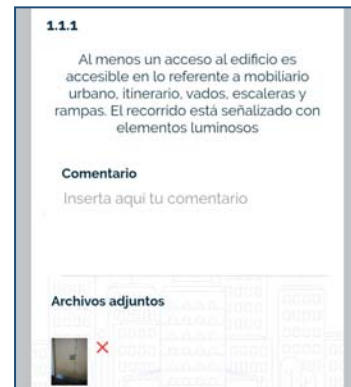 1.1.1
Al menos un acceso al edificio es
accesible en lo referente a mobiliario
urbano, itinerario, vados, escaleras y
rampas. El recorrido está señalizado con
elementos luminosos
Comentario
Inserta aquí tu comentario
Archivos adjuntos